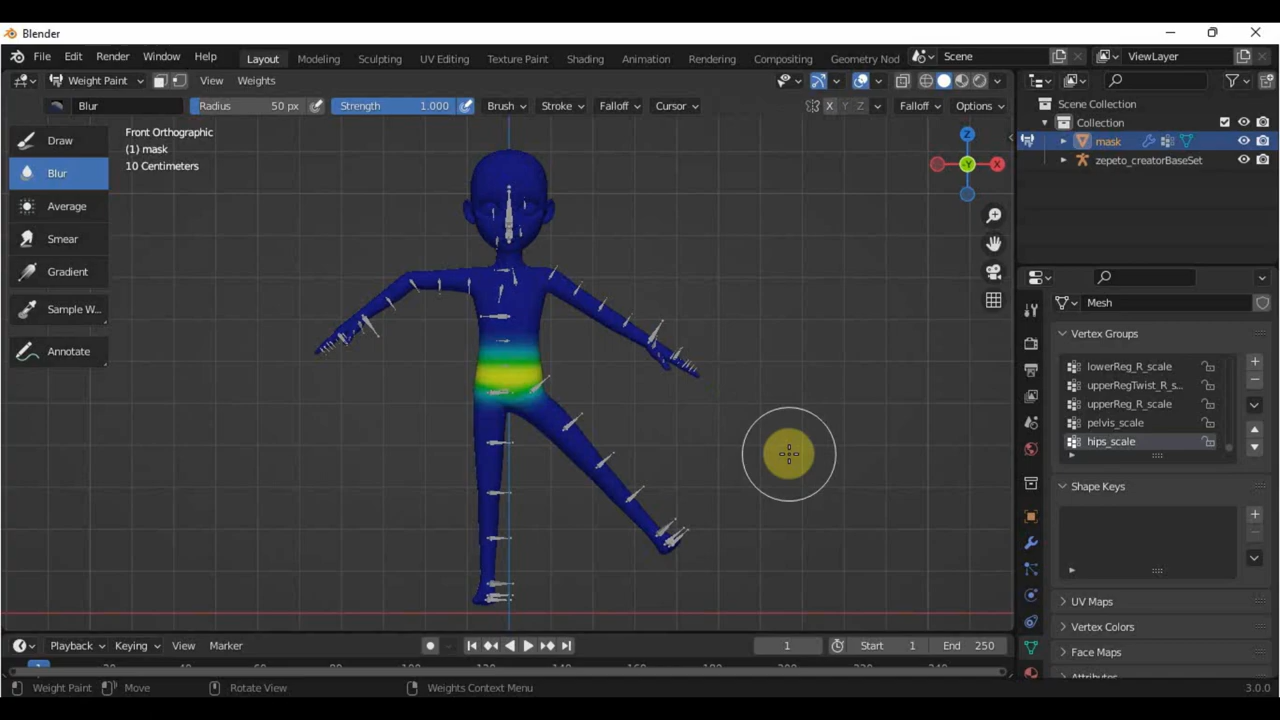 Blender
File Edit Render Window Help Layout Modeling Sculpting UV Editing Texture Paint Shading Animation Rendering Compositing Geometry Nod Scene ViewLayer
Weight Paint View Weights
Blur Radius 50 px Strength 1.000 Brush Stroke Falloff Cursor X Y Z Falloff Options
Scene Collection
Collection
mask
zepeto_creatorBaseSet
Draw
Blur
Average
Smear
Gradient
Sample W...
Annotate
Front Orthographic
(1) mask
10 Centimeters
Z
-Y
X
Mesh
Vertex Groups
lowerReg_R_scale
upperRegTwist_R_s...
upperReg_R_scale
pelvis_scale
hips_scale
Shape Keys
UV Maps
Vertex Colors
Face Maps
Playback Keying View Marker 1 Start 1 End 250
Weight Paint Move Rotate View Weights Context Menu 3.0.0